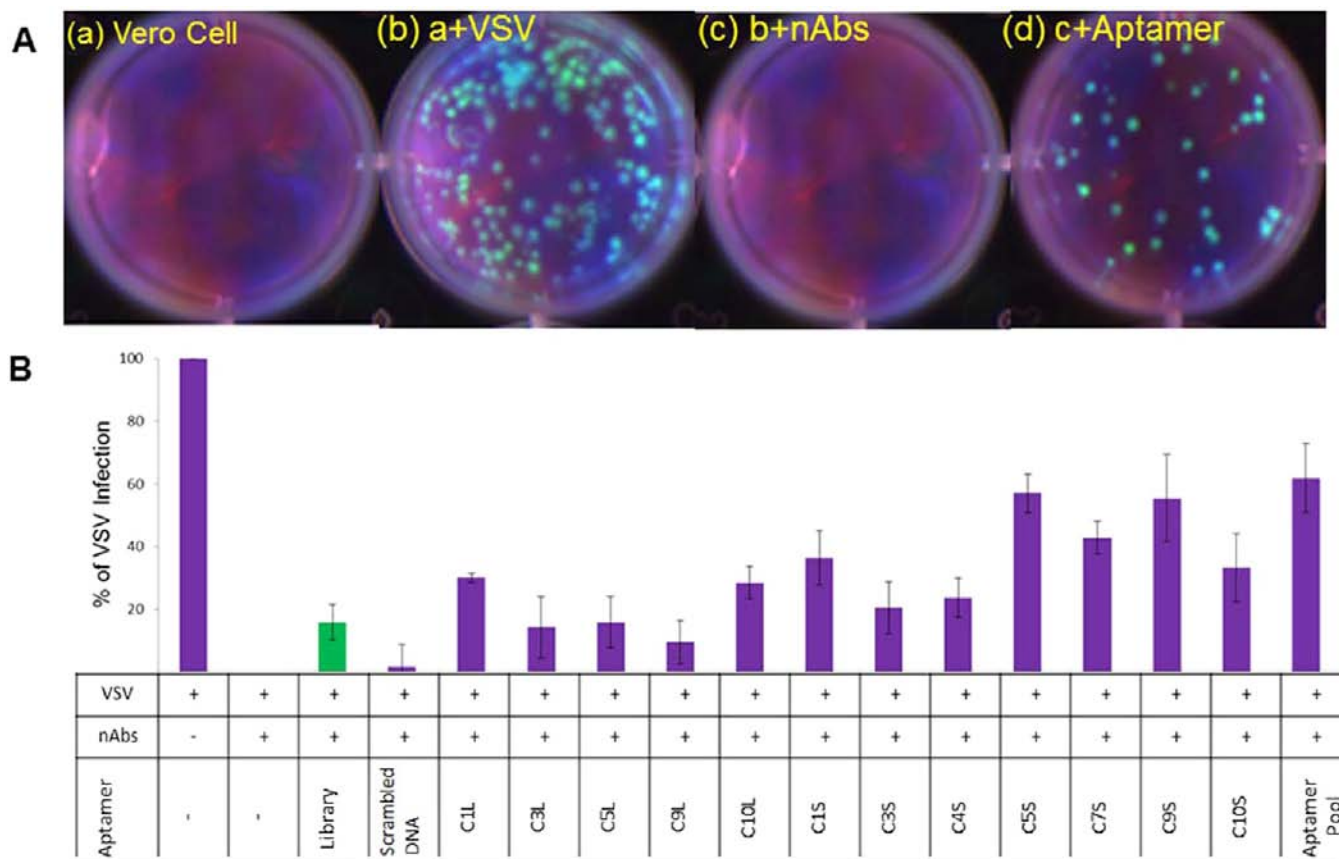 A
(a) Vero Cell
(b) a+VSV
(c) b+nAbs
(d) c+Aptamer
B
% of VSV Infection
100
80
60
40
20
VSV + + + + + + + + + + + + + + + + +
nAbs - + + + + + + + + + + + + + + + +
Aptamer - - Library Scrambled DNA C1L C3L C5L C9L C10L C1S C3S C4S C5S C7S C9S C10S Aptamer Pool